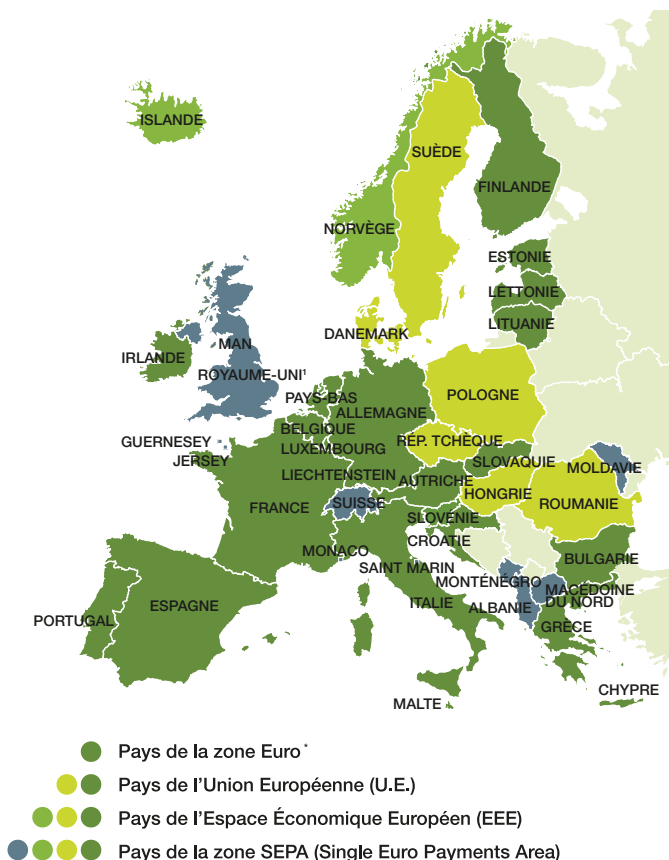 ISLANDE
SUÈDE
FINLANDE
NORVÈGE
ESTONIE
LETTONIE
LITUANIE
DANEMARK
MAN
IRLANDE
ROYAUME-UNI¹
PAYS-BAS
POLOGNE
ALLEMAGNE
BELGIQUE
RÉP. TCHÈQUE
GUERNESEY
LUXEMBOURG
JERSEY
SLOVAQUIE
MOLDAVIE
LIECHTENSTEIN
AUTRICHE
HONGRIE
SUISSE
ROUMANIE
FRANCE
SLOVÉNIE
CROATIE
MONACO
BULGARIE
SAINT MARIN
MONTÉNÉGRO
MACÉDOINE
DU NORD
ESPAGNE
ITALIE
ALBANIE
PORTUGAL
GRÈCE
CHYPRE
MALTE
Pays de la zone Euro*
Pays de l'Union Européenne (U.E.)
Pays de l'Espace Économique Européen (EEE)
Pays de la zone SEPA (Single Euro Payments Area)